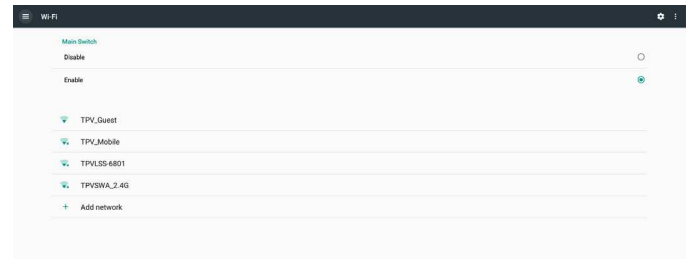 Wi-Fi
Main Switch
Disable
Enable
TPV_Guest
TPV_Mobile
TPVLSS-6801
TPVSWA_2.4G
+ Add network